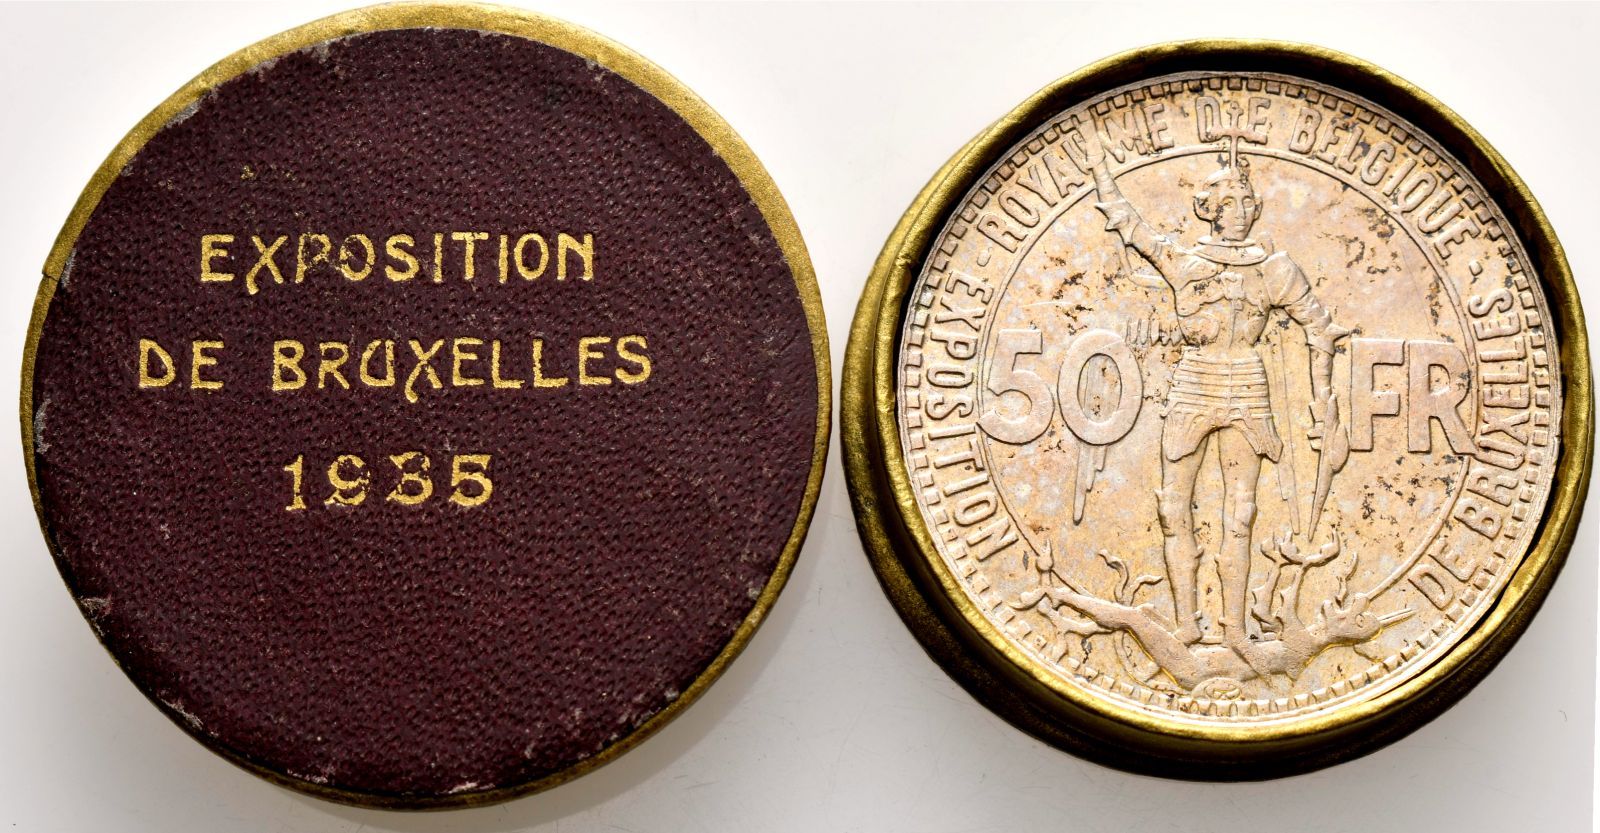 EXPOSITION
DE BRUXELLES
1935
EXPOSITION - ROYAUME DE BELGIQUE - DE BRUXELLES
50 FR